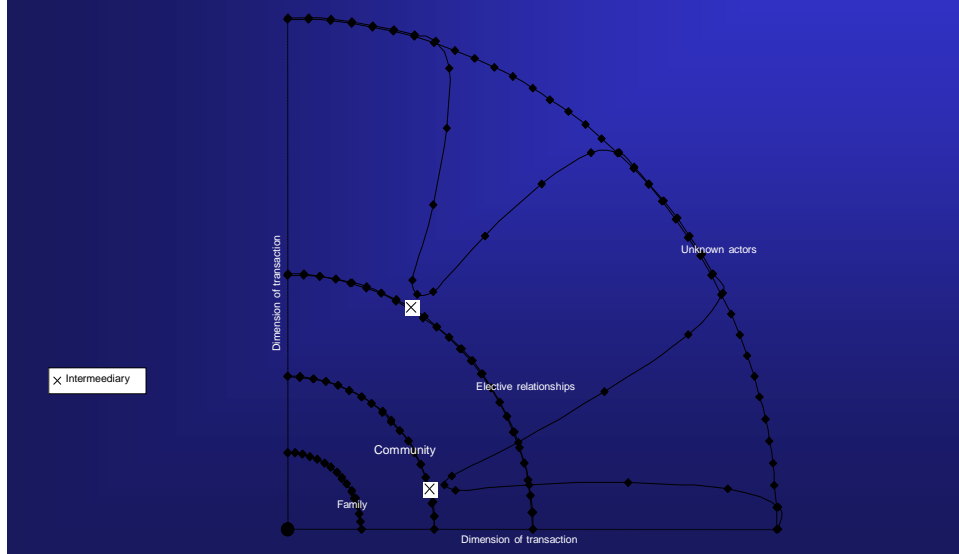 Unknown actors
Dimension of transaction
Intermeediary
Elective relationships
Community
Family
Dimension of transaction